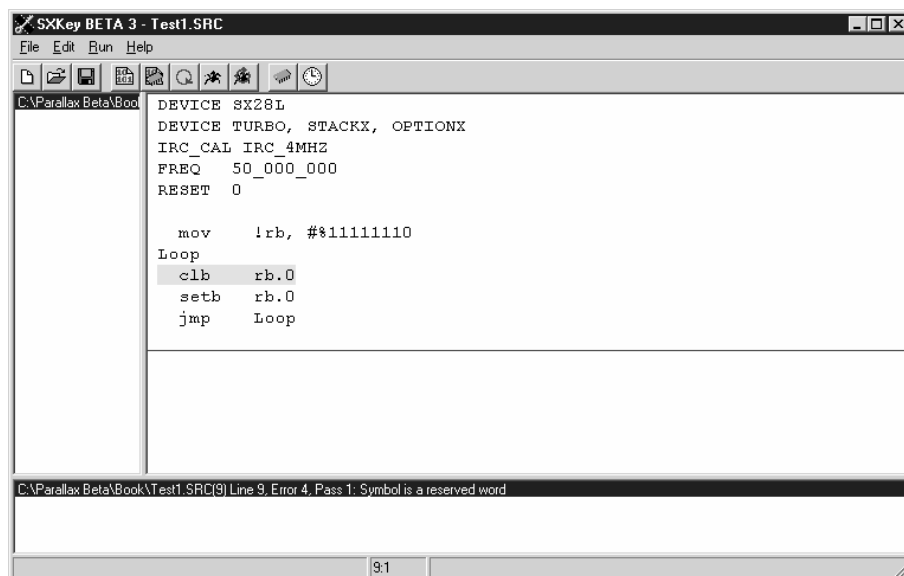 SXKey BETA 3 - Test1.SRC
File Edit Run Help
C:\Parallax Beta\Boo
DEVICE SX28L
DEVICE TURBO, STACKX, OPTIONX
IRC_CAL IRC_4MHZ
FREQ 50_000_000
RESET 0
mov !rb, #%11111110
Loop
clb rb.0
setb rb.0
jmp Loop
C:\Parallax Beta\Book\Test1.SRC(9) Line 9, Error 4, Pass 1: Symbol is a reserved word
9:1